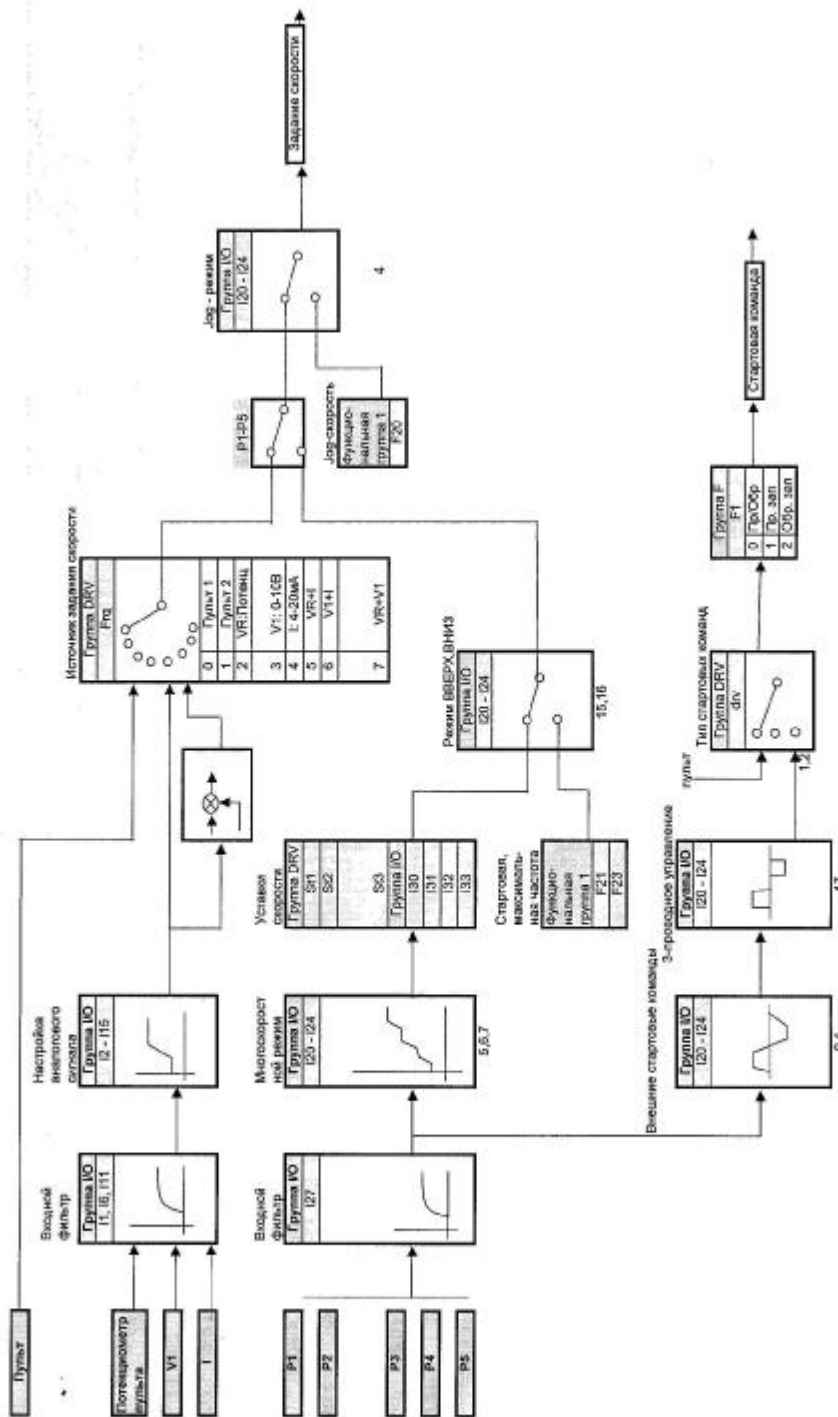 Пульт
Потенциометр
пульта
V1
I
P1
P2
P3
P4
P5
Входной
фильтр
Группа I/O
I1, I6, I11
Входной
фильтр
Группа I/O
I27
Настройка
аналогового
сигнала
Группа I/O
I2 - I15
Многоскорост
ной режим
Группа I/O
I20 - I24
5,6,7
Внешние стартовые команды
Группа I/O
I20 - I24
Уставки
скорости
Группа DRV
St1
St2
St3
Группа I/O
I30
I31
I32
I33
Стартовая,
максималь-
ная частота
Функцио-
нальная
группа 1
F21
F23
3-проводное управление
Группа I/O
I20 - I24
17
Источник задания скорости
Группа DRV
Frq
0 Пульт 1
1 Пульт 2
2 VR:Потенц
3 V1: 0-10В
4 I: 4-20мА
5 VR+I
6 V1+I
7 VR+V1
Режим ВВЕРХ,ВНИЗ
Группа I/O
I20 - I24
15,16
пульт
1,2
Тип стартовых команд
Группа DRV
drv
P1-P5
Jog-скорость
Функцио-
нальная
группа 1
F20
Jog - режим
Группа I/O
I20 - I24
4
Группа F
F1
0 Пр/Обр
1 Пр. зап
2 Обр. зап
Задание скорости
Стартовая команда